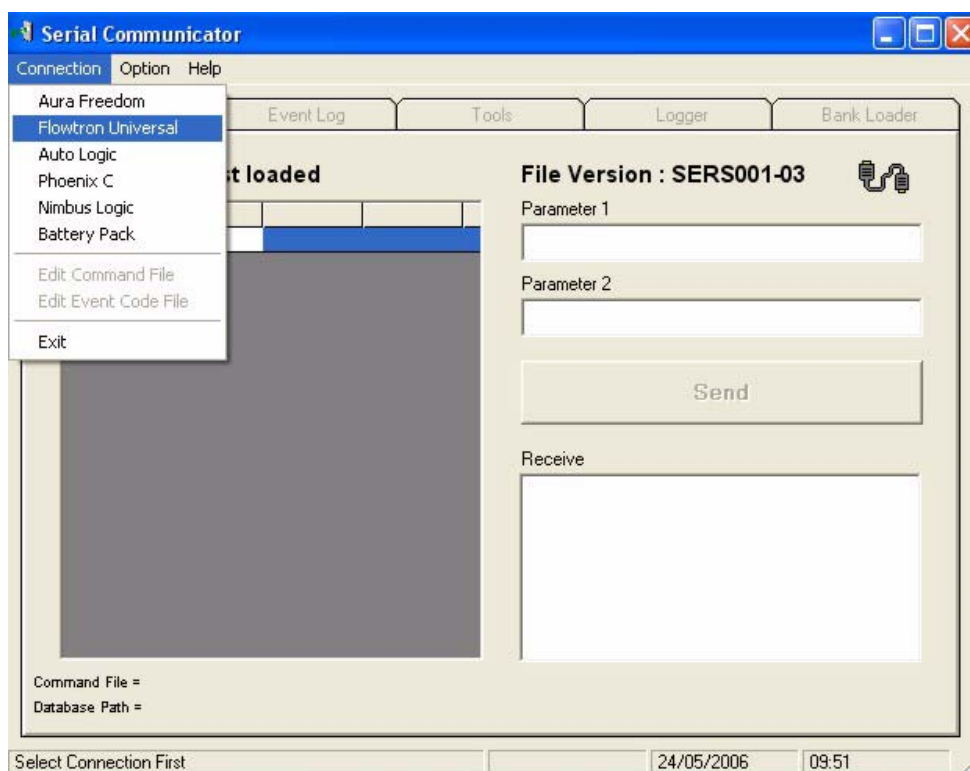 Serial Communicator
Connection Option Help
Aura Freedom
Flowtron Universal
Auto Logic
Phoenix C
Nimbus Logic
Battery Pack
Edit Command File
Edit Event Code File
Exit
Event Log Tools Logger Bank Loader
loaded
File Version : SERS001-03
Parameter 1
Parameter 2
Send
Receive
Command File =
Database Path =
Select Connection First 24/05/2006 09:51